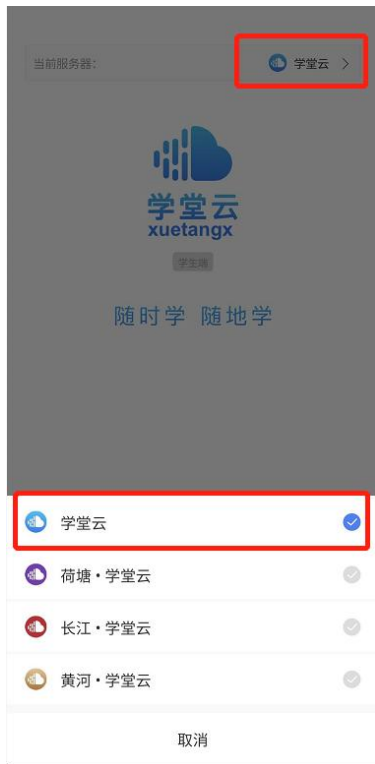 当前服务器：
学堂云
学堂云
xuetangx
学生端
随时学 随地学
学堂云
荷塘·学堂云
长江·学堂云
黄河·学堂云
取消